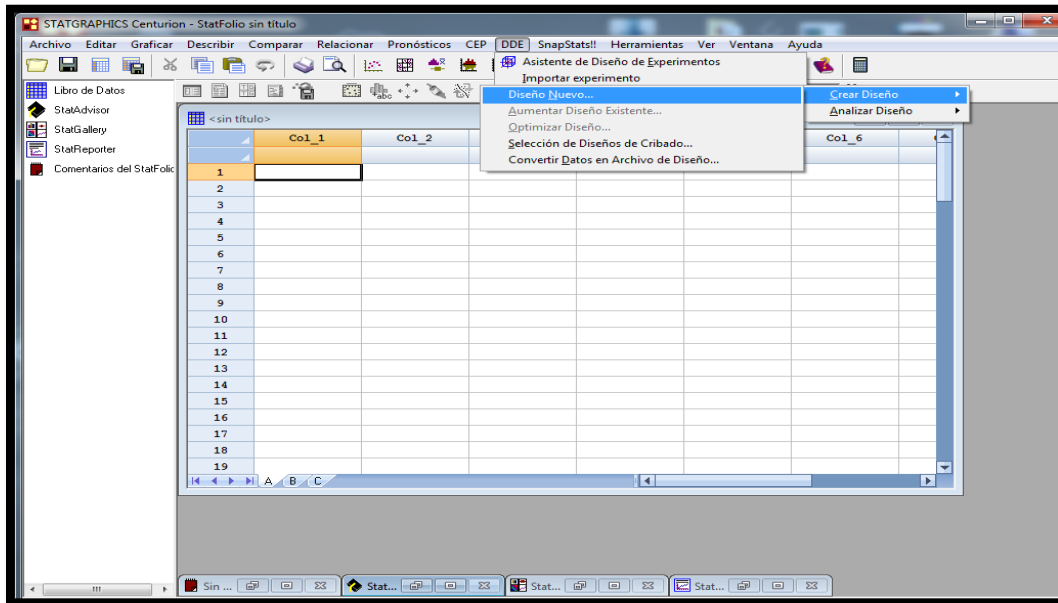 STATGRAPHICS Centurion - StatFolio sin título
Archivo Editar Graficar Describir Comparar Relacionar Pronósticos CEP DDE SnapStats!! Herramientas Ver Ventana Ayuda
Asistente de Diseño de Experimentos
Importar experimento
Diseño Nuevo...
Aumentar Diseño Existente...
Optimizar Diseño...
Selección de Diseños de Cribado...
Convertir Datos en Archivo de Diseño...
Crear Diseño
Analizar Diseño
Libro de Datos
StatAdvisor
StatGallery
StatReporter
Comentarios del StatFolic
<sin título>
Col_1 Col_2 Col_6
1
2
3
4
5
6
7
8
9
10
11
12
13
14
15
16
17
18
19
A B C
Sin ... Stat... Stat... Stat...